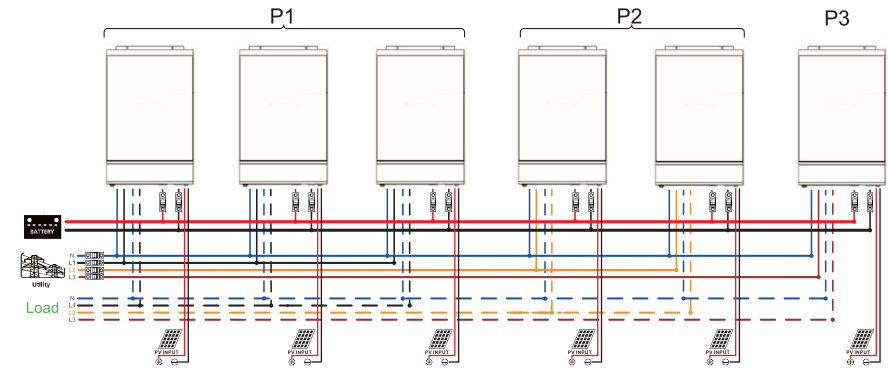 P1
P2
P3
BATTERY
N
L1
L2
L3
Utility
Load
N
L1
L2
L3
PV INPUT
PV INPUT
PV INPUT
PV INPUT
PV INPUT
PV INPUT